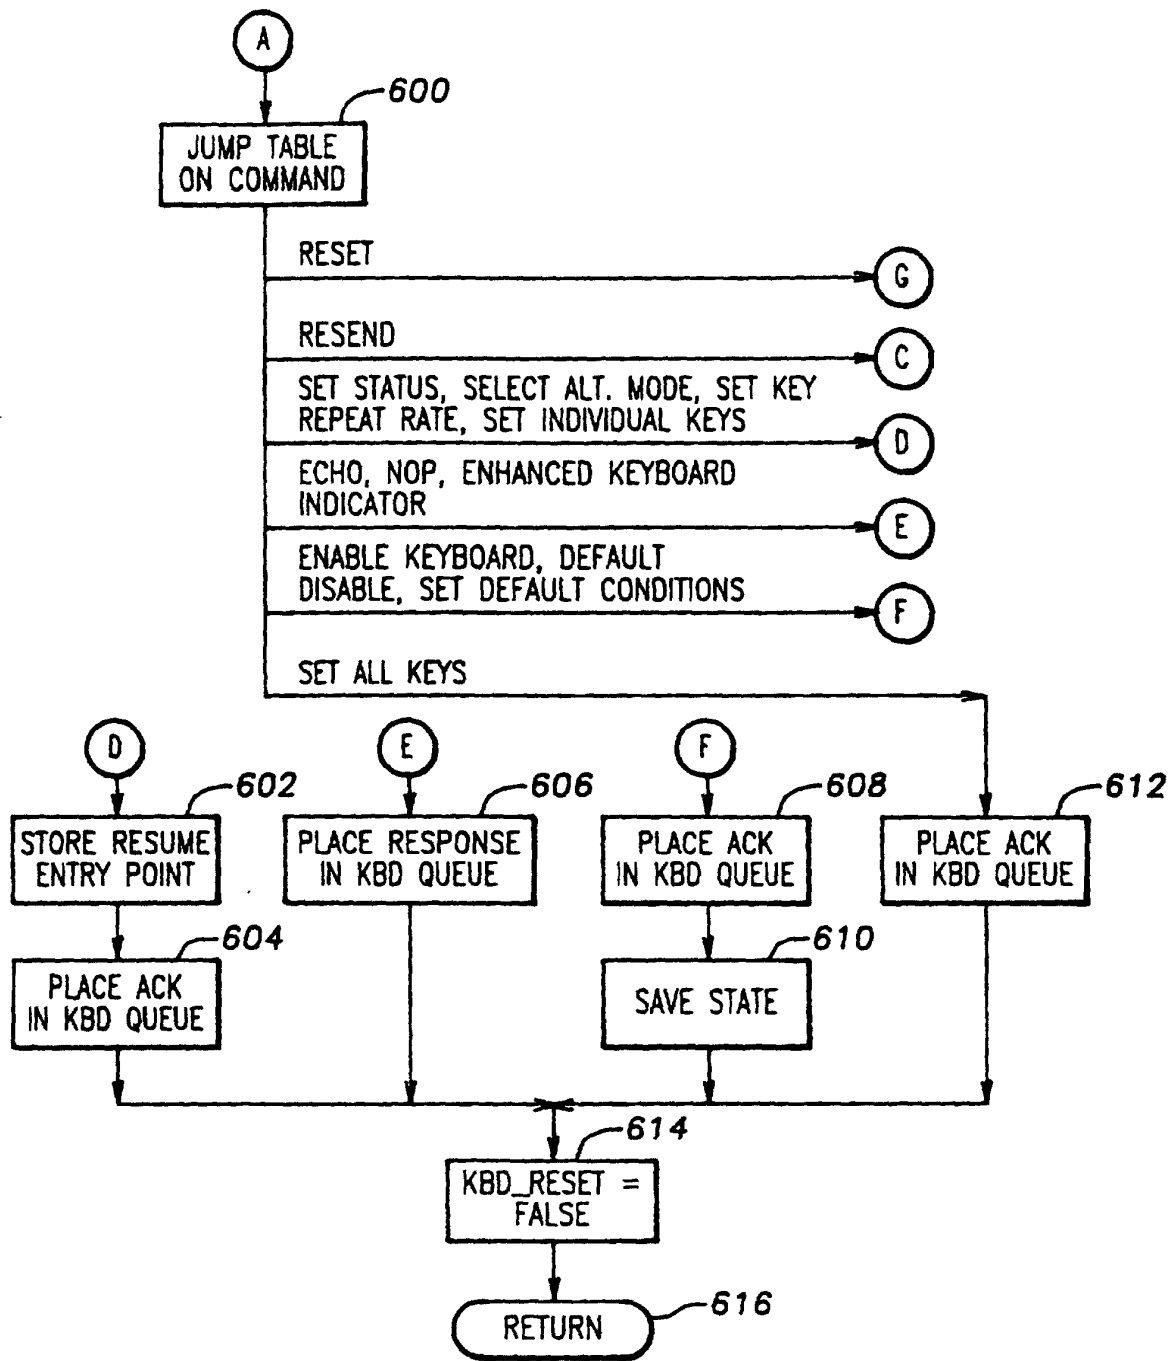 A
600
JUMP TABLE
ON COMMAND
RESET
G
RESEND
C
SET STATUS, SELECT ALT. MODE, SET KEY
REPEAT RATE, SET INDIVIDUAL KEYS
D
ECHO, NOP, ENHANCED KEYBOARD
INDICATOR
E
ENABLE KEYBOARD, DEFAULT
DISABLE, SET DEFAULT CONDITIONS
F
SET ALL KEYS
D
602
STORE RESUME
ENTRY POINT
604
PLACE ACK
IN KBD QUEUE
E
606
PLACE RESPONSE
IN KBD QUEUE
F
608
PLACE ACK
IN KBD QUEUE
610
SAVE STATE
612
PLACE ACK
IN KBD QUEUE
614
KBD_RESET =
FALSE
616
RETURN